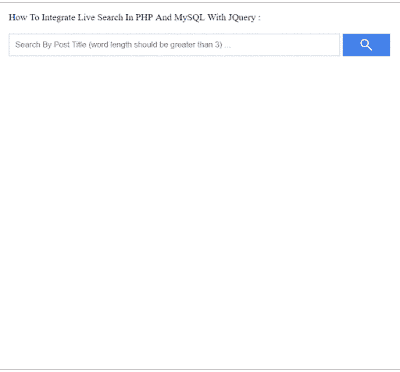 How To Integrate Live Search In PHP And MySQL With JQuery :
Search By Post Title (word length should be greater than 3) ...